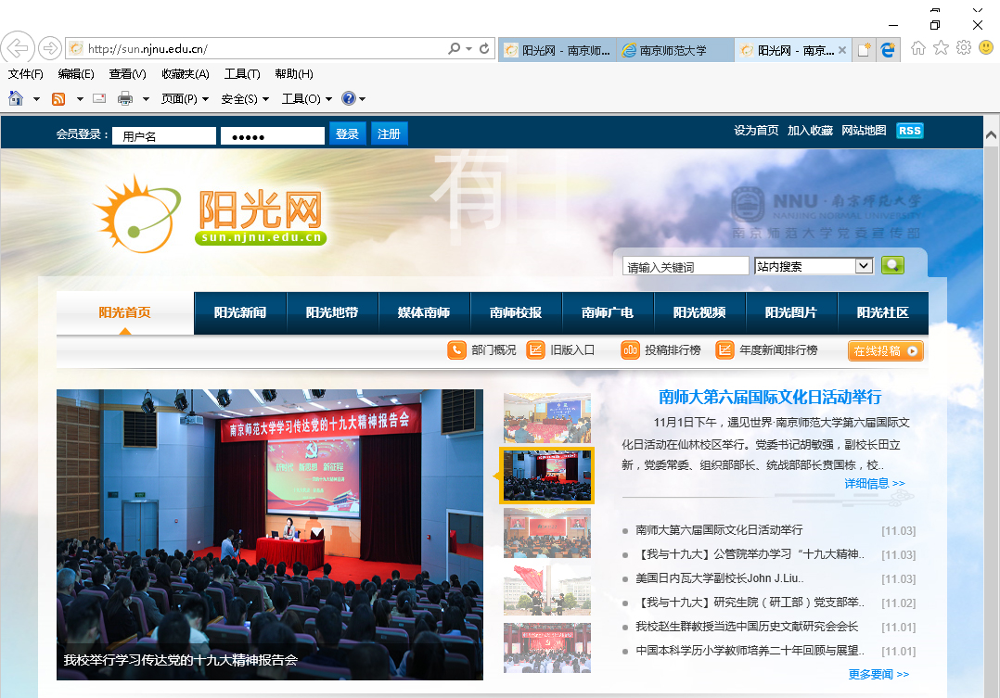 http://sun.njnu.edu.cn/
阳光网 - 南京师...
南京师范大学
阳光网 - 南京...
文件(F) 编辑(E) 查看(V) 收藏夹(A) 工具(T) 帮助(H)
页面(P) 安全(S) 工具(O)
会员登录： 用户名 ●●●●● 登录 注册
设为首页 加入收藏 网站地图 RSS
有
阳光网
sun.njnu.edu.cn
NNU·南京师范大学
NANJING NORMAL UNIVERSITY
南京师范大学党委宣传部
请输入关键词 站内搜索
阳光首页 阳光新闻 阳光地带 媒体南师 南师校报 南师广电 阳光视频 阳光图片 阳光社区
部门概况 旧版入口 投稿排行榜 年度新闻排行榜 在线投稿
南京师范大学学习传达党的十九大精神报告会
新时代 新思想 新征程
我校举行学习传达党的十九大精神报告会
南师大第六届国际文化日活动举行
11月1日下午，遇见世界·南京师范大学第六届国际文
化日活动在仙林校区举行。党委书记胡敏强，副校长田立
新，党委常委、组织部部长、统战部部长贲国栋，校..
详细信息 >>
南师大第六届国际文化日活动举行 [11.03]
【我与十九大】公管院举办学习“十九大精神.. [11.03]
美国日内瓦大学副校长John J.Liu.. [11.03]
【我与十九大】研究生院（研工部）党支部举.. [11.02]
我校赵生群教授当选中国历史文献研究会会长 [11.01]
中国本科学历小学教师培养二十年回顾与展望.. [11.01]
更多要闻 >>